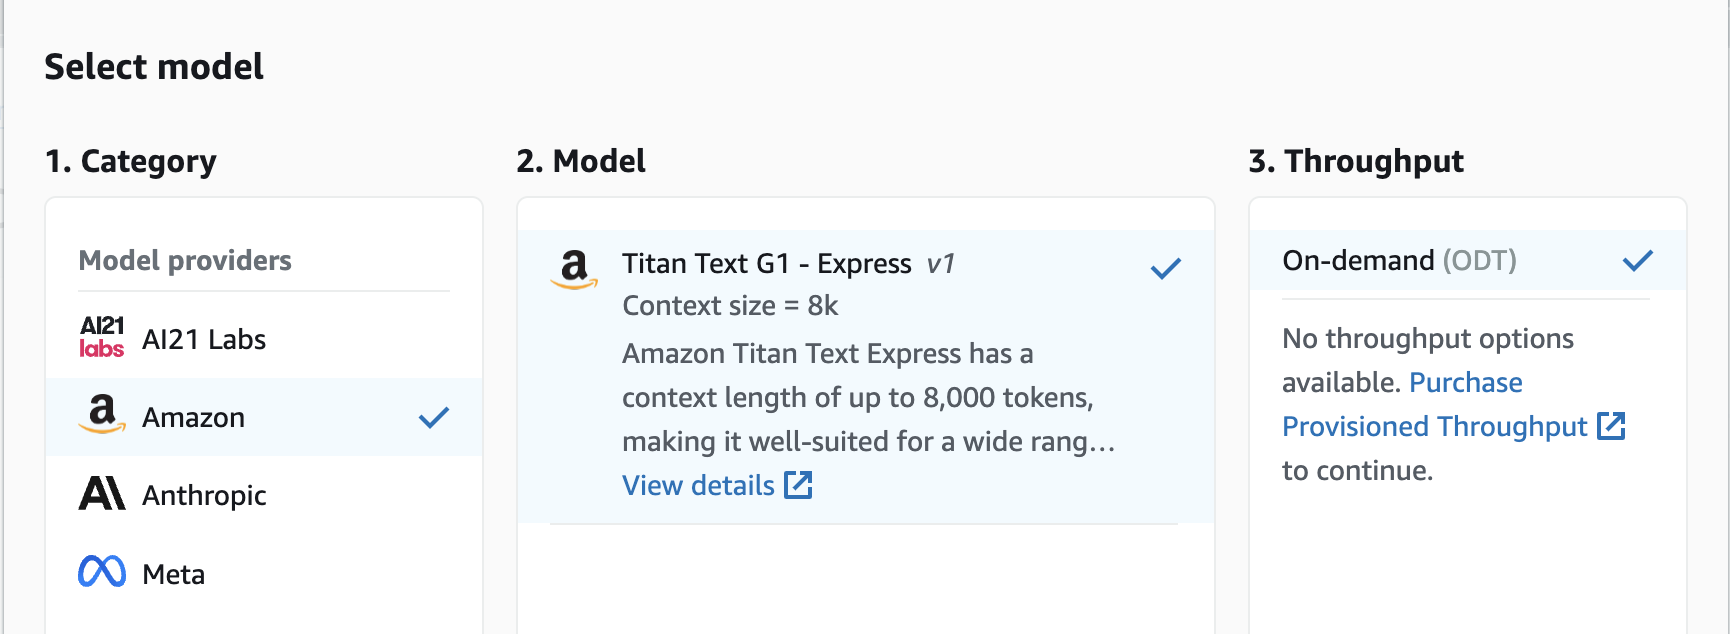 Select model
1. Category
Model providers
AI21 labs
AI21 Labs
a
Amazon
A\
Anthropic
Meta
2. Model
a
Titan Text G1 - Express v1
Context size = 8k
Amazon Titan Text Express has a
context length of up to 8,000 tokens,
making it well-suited for a wide rang…
View details
3. Throughput
On-demand (ODT)
No throughput options
available. Purchase
Provisioned Throughput
to continue.